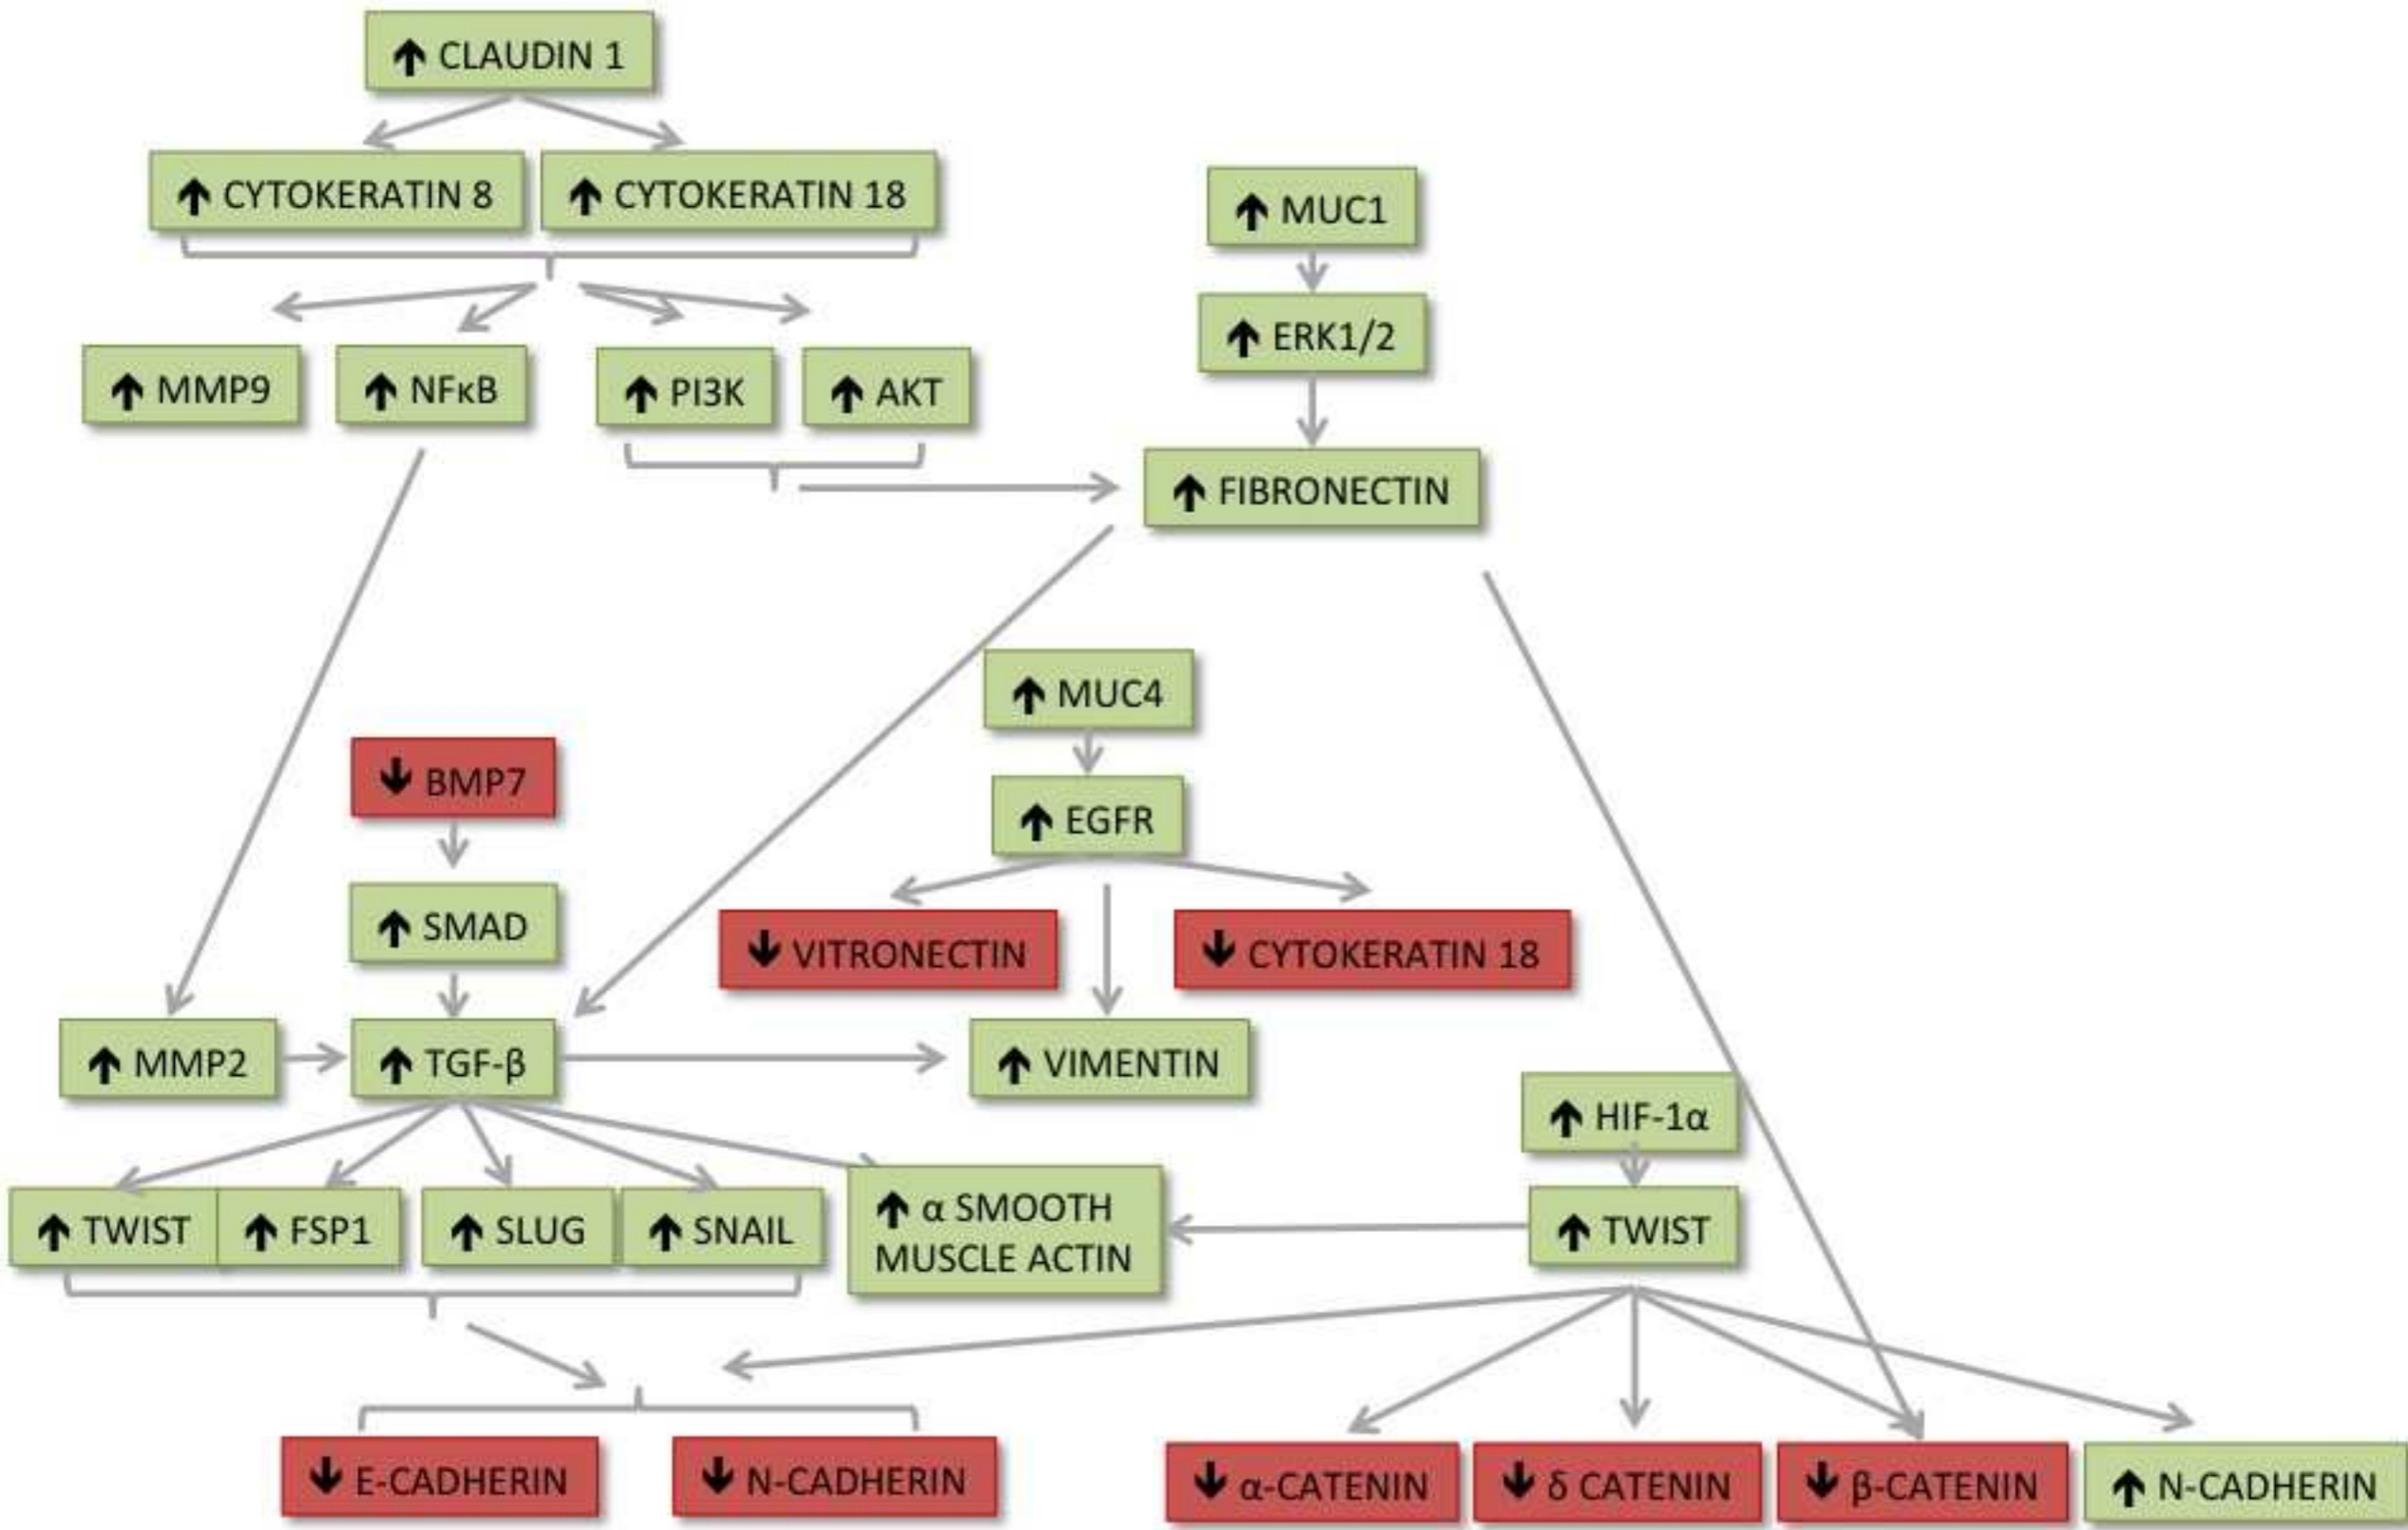 ↑ CLAUDIN 1
↑ CYTOKERATIN 8
↑ CYTOKERATIN 18
↑ MUC1
↑ ERK1/2
↑ MMP9
↑ NFκB
↑ PI3K
↑ AKT
↑ FIBRONECTIN
↑ MUC4
↓ BMP7
↑ EGFR
↑ SMAD
↓ VITRONECTIN
↓ CYTOKERATIN 18
↑ MMP2
↑ TGF-β
↑ VIMENTIN
↑ HIF-1α
↑ TWIST
↑ FSP1
↑ SLUG
↑ SNAIL
↑ α SMOOTH
MUSCLE ACTIN
↑ TWIST
↓ E-CADHERIN
↓ N-CADHERIN
↓ α-CATENIN
↓ δ CATENIN
↓ β-CATENIN
↑ N-CADHERIN